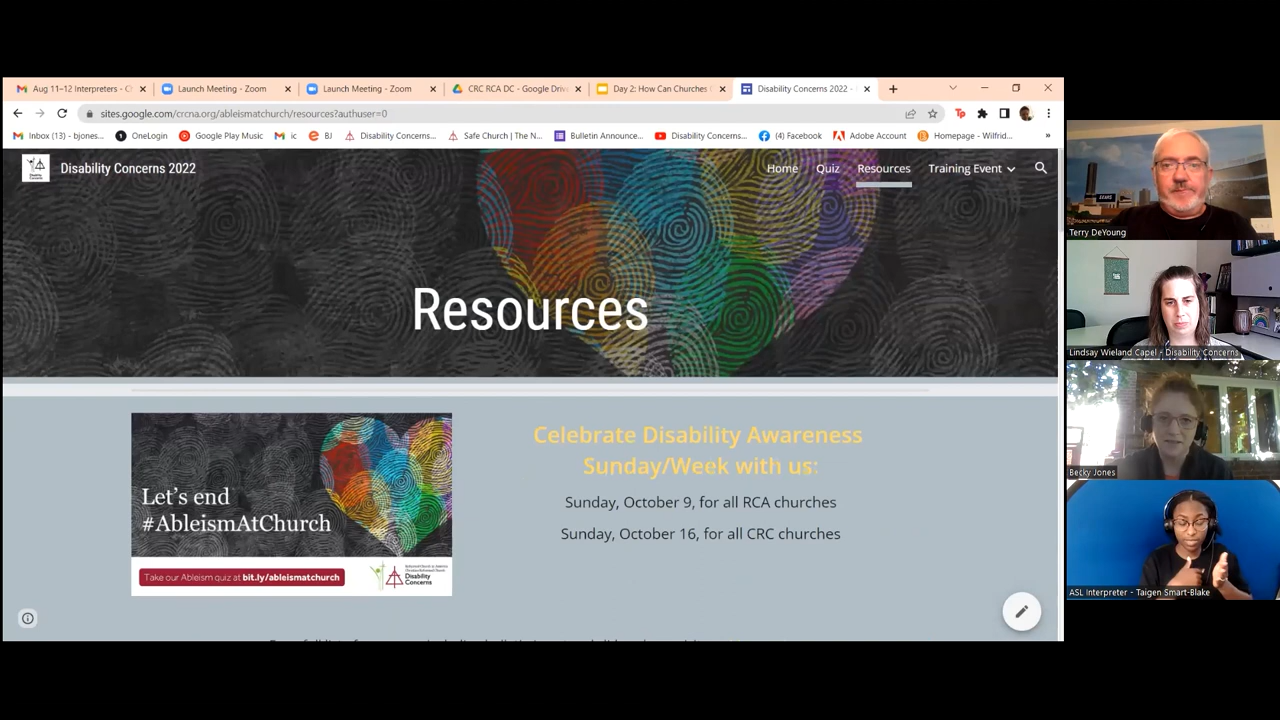 Aug 11–12 Interpreters - C
Launch Meeting - Zoom
Launch Meeting - Zoom
CRC RCA DC - Google Drive
Day 2: How Can Churches
Disability Concerns 2022 -
sites.google.com/crcna.org/ableismatchurch/resources?authuser=0
Inbox (13) - bjones...
OneLogin
Google Play Music
ic
BJ
Disability Concerns...
Safe Church | The N...
Bulletin Announce...
Disability Concerns...
(4) Facebook
Adobe Account
Homepage - Wilfrid...
»
Disability Concerns 2022
Home
Quiz
Resources
Training Event
Resources
Let's end
#AbleismAtChurch
Take our Ableism quiz at bit.ly/ableismatchurch
Disability
Concerns
Celebrate Disability Awareness
Sunday/Week with us:
Sunday, October 9, for all RCA churches
Sunday, October 16, for all CRC churches
Terry DeYoung
Lindsay Wieland Capel - Disability Concerns
Becky Jones
ASL Interpreter - Taigen Smart-Blake